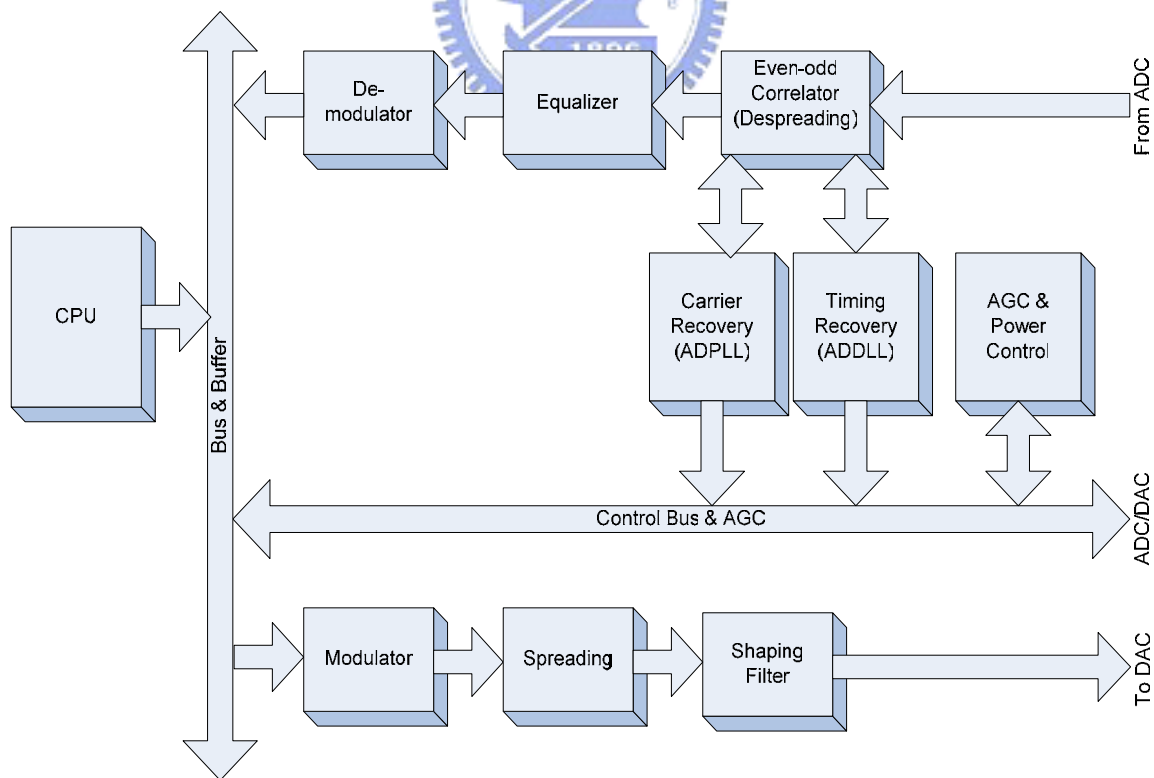 1896
De-
modulator
Equalizer
Even-odd
Correlator
(Despreading)
From ADC
CPU
Bus & Buffer
Carrier
Recovery
(ADPLL)
Timing
Recovery
(ADDLL)
AGC &
Power
Control
Control Bus & AGC
ADC/DAC
Modulator
Spreading
Shaping
Filter
To DAC